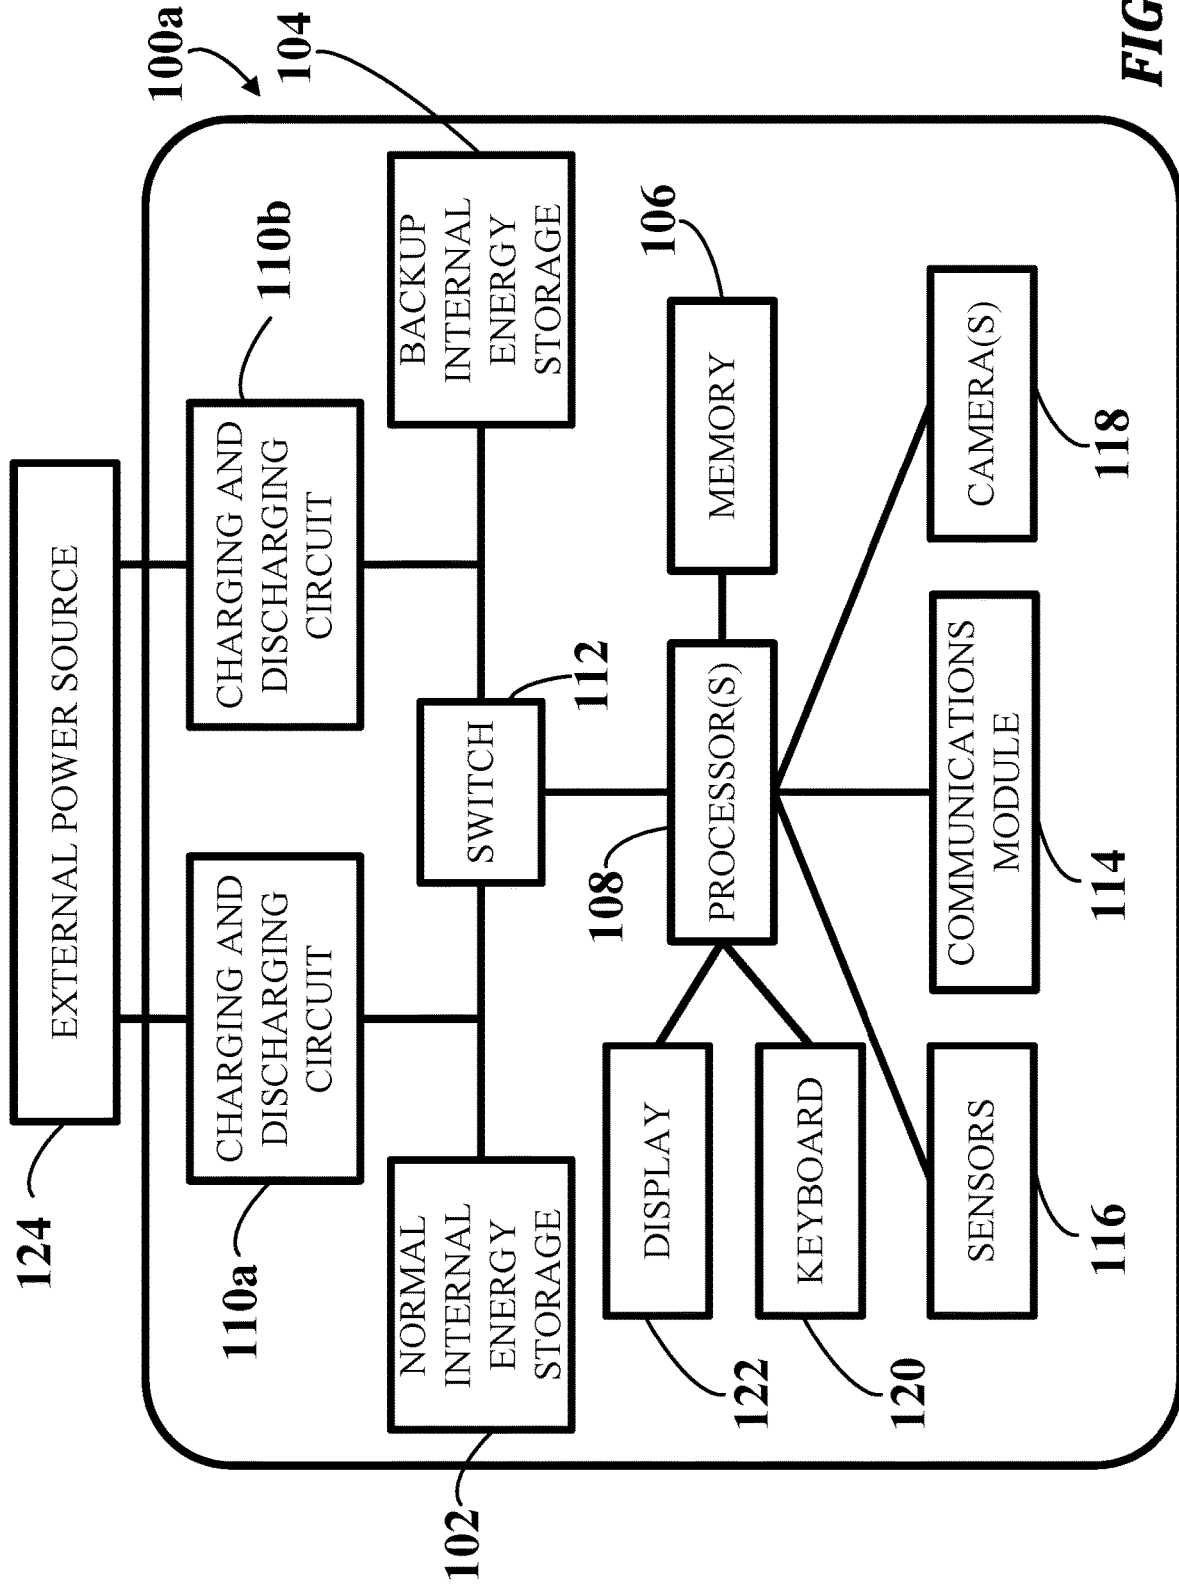 124
EXTERNAL POWER SOURCE
100a
110a
CHARGING AND
DISCHARGING
CIRCUIT
CHARGING AND
DISCHARGING
CIRCUIT
110b
104
102
NORMAL
INTERNAL
ENERGY
STORAGE
SWITCH
112
BACKUP
INTERNAL
ENERGY
STORAGE
122
DISPLAY
108
PROCESSOR(S)
MEMORY
106
120
KEYBOARD
SENSORS
116
COMMUNICATIONS
MODULE
114
CAMERA(S)
118
FIG